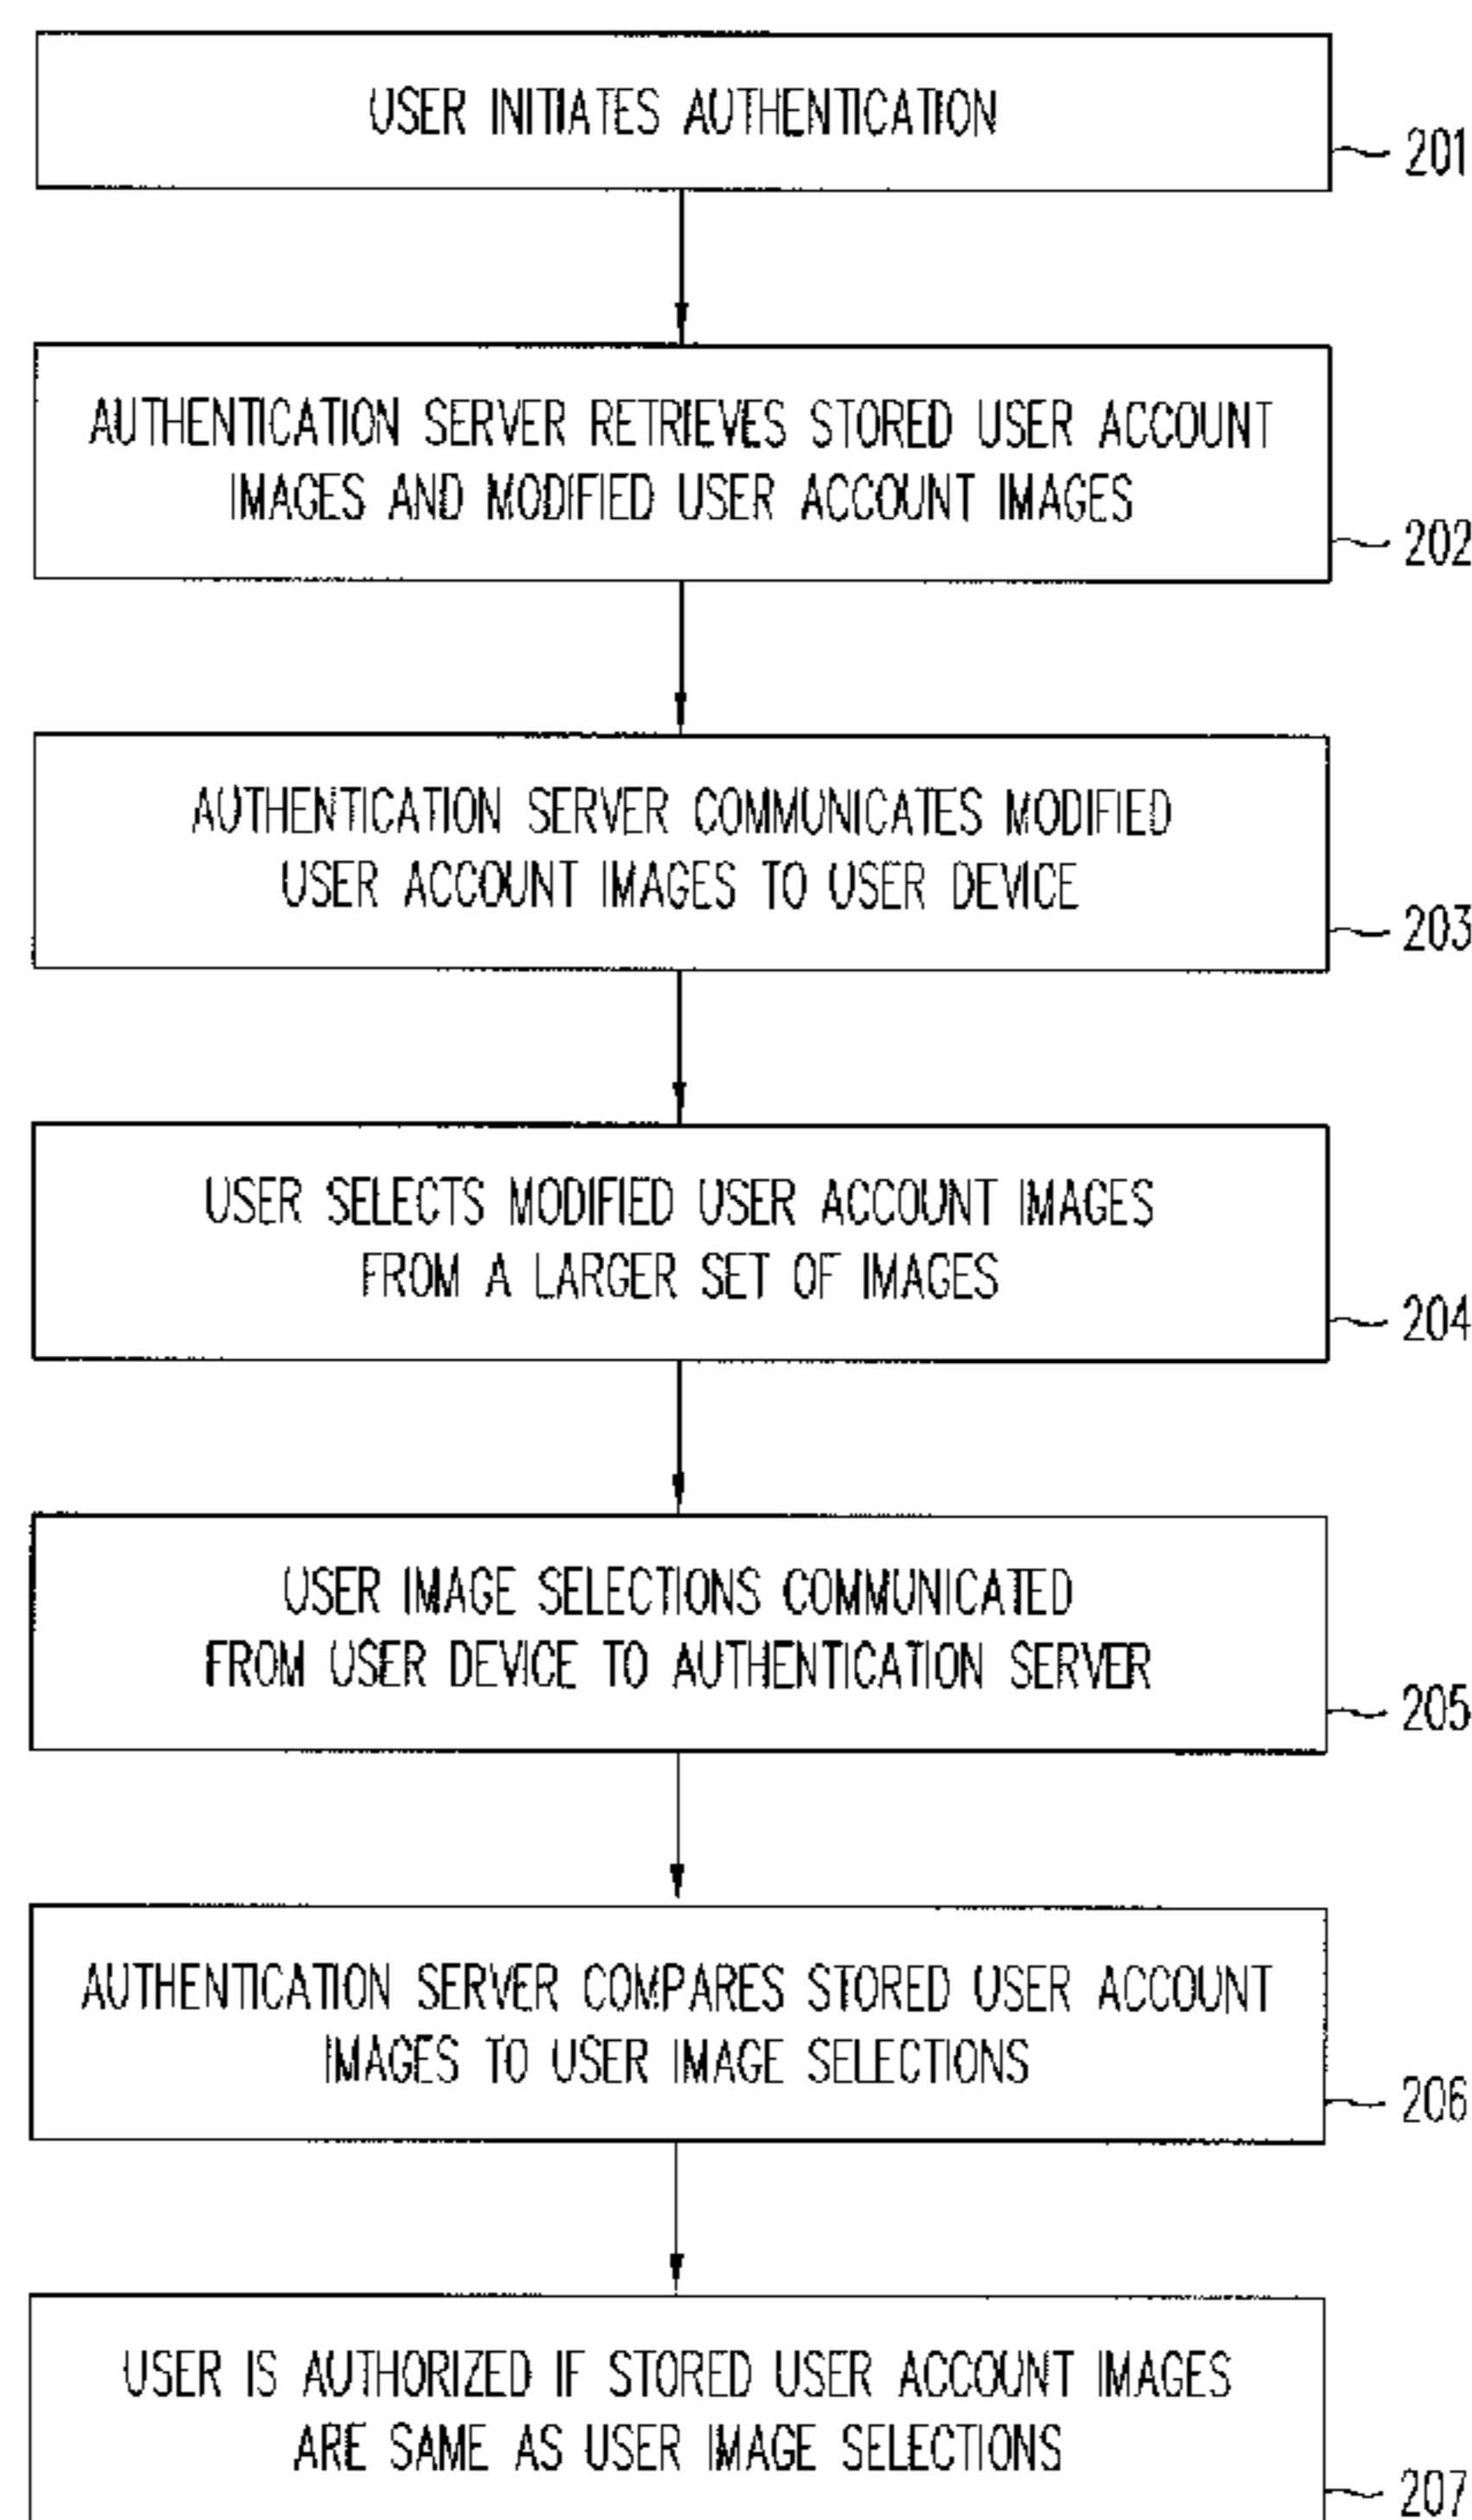 USER INITIATES AUTHENTICATION
201
AUTHENTICATION SERVER RETRIEVES STORED USER ACCOUNT
IMAGES AND MODIFIED USER ACCOUNT IMAGES
202
AUTHENTICATION SERVER COMMUNICATES MODIFIED
USER ACCOUNT IMAGES TO USER DEVICE
203
USER SELECTS MODIFIED USER ACCOUNT IMAGES
FROM A LARGER SET OF IMAGES
204
USER IMAGE SELECTIONS COMMUNICATED
FROM USER DEVICE TO AUTHENTICATION SERVER
205
AUTHENTICATION SERVER COMPARES STORED USER ACCOUNT
IMAGES TO USER IMAGE SELECTIONS
206
USER IS AUTHORIZED IF STORED USER ACCOUNT IMAGES
ARE SAME AS USER IMAGE SELECTIONS
207